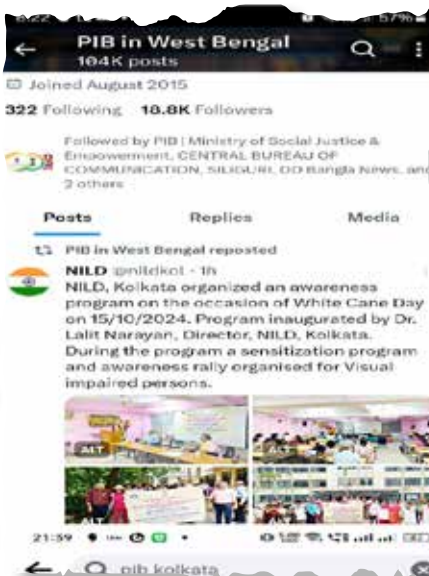 57%
PIB in West Bengal
104K posts
Joined August 2015
322 Following 18.8K Followers
Followed by PIB | Ministry of Social Justice &
Empowerment, CENTRAL BUREAU OF
COMMUNICATION, SILIGURI, DD Bangla News, and
2 others
Posts Replies Media
PIB in West Bengal reposted
NILD @nildkol · 1h
NILD, Kolkata organized an awareness
program on the occasion of White Cane Day
on 15/10/2024. Program inaugurated by Dr.
Lalit Narayan, Director, NILD, Kolkata.
During the program a sensitization program
and awareness rally organised for Visual
impaired persons.
ALT
ALT
21:59
pib kolkata